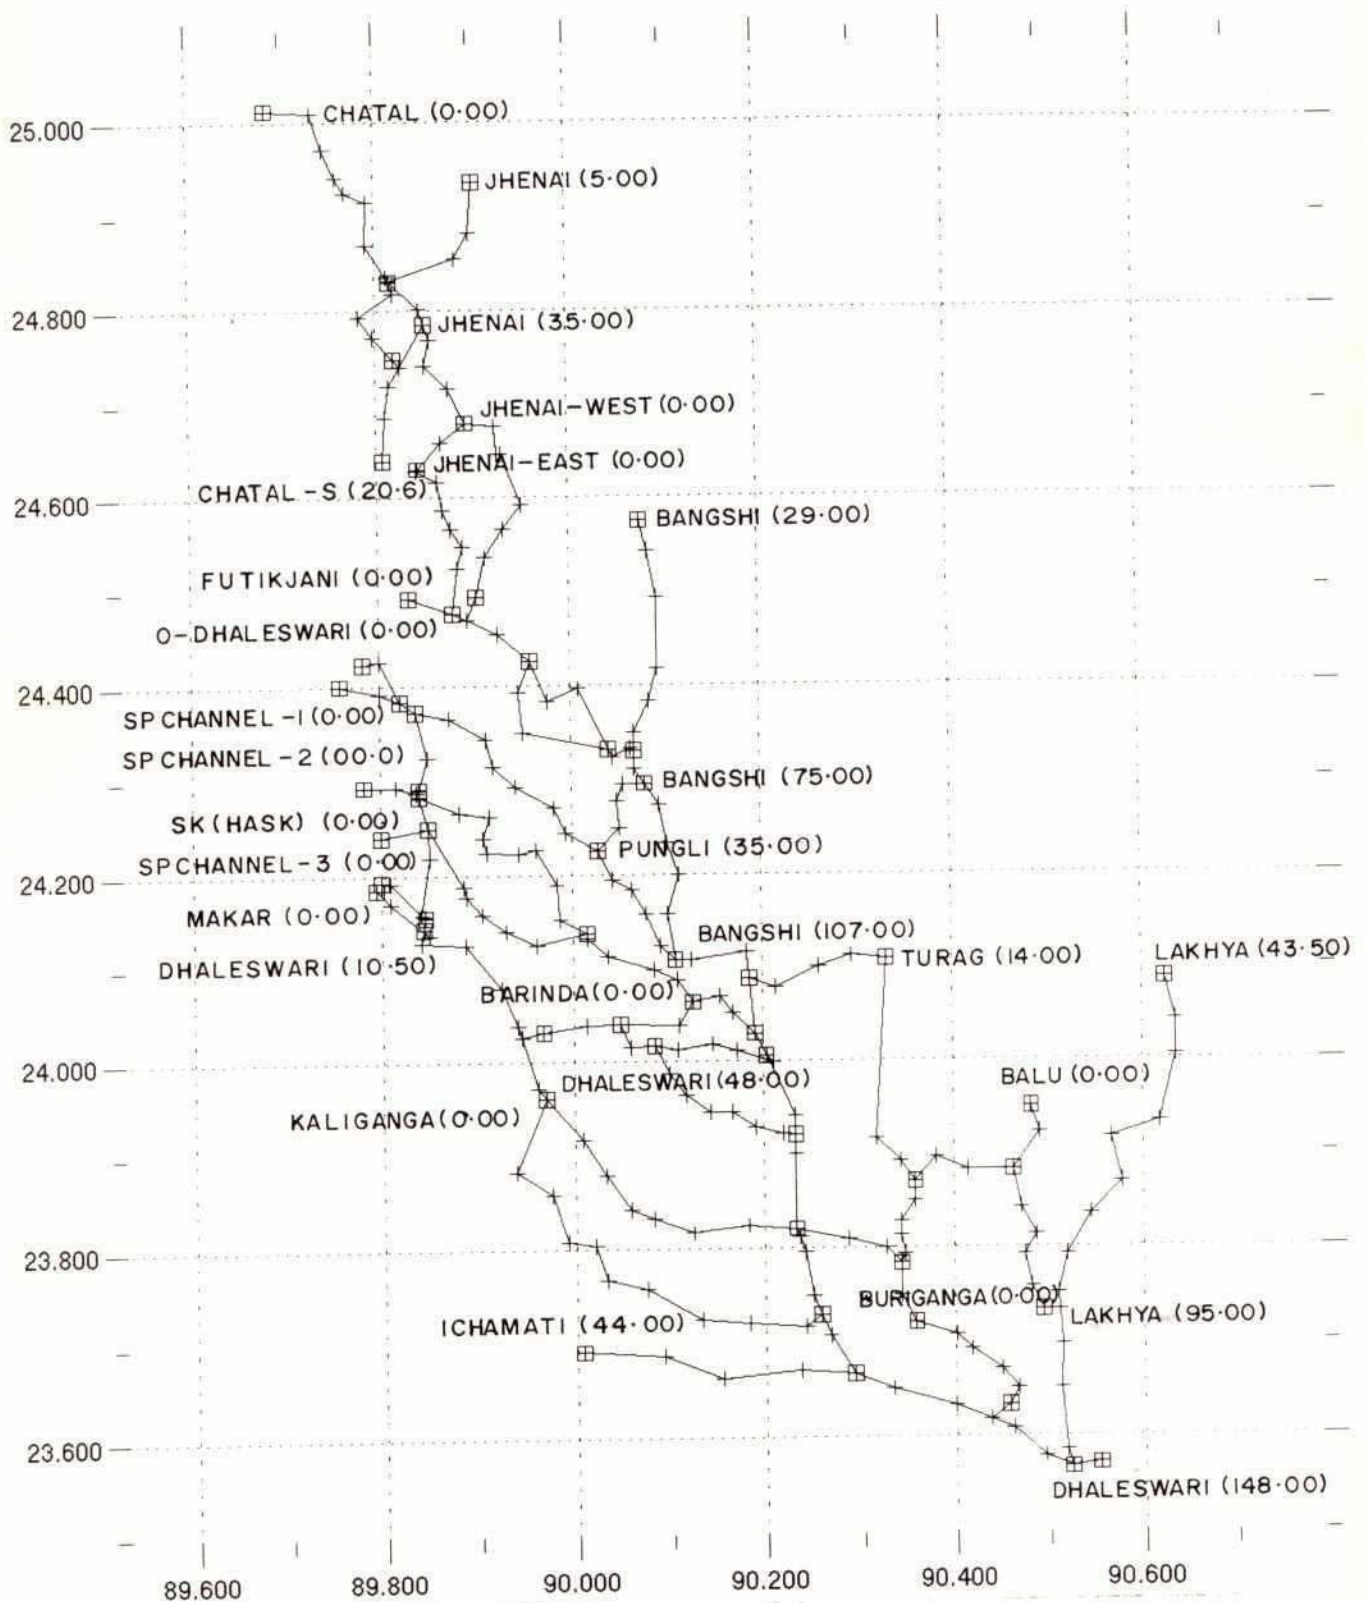 CHATAL (0·00)
25.000
JHENAI (5·00)
24.800
JHENAI (35·00)
JHENAI-WEST (0·00)
JHENAI-EAST (0·00)
CHATAL-S (20·6)
24.600
BANGSHI (29·00)
FUTIKJANI (0·00)
O-DHALESWARI (0·00)
24.400
SPCHANNEL-1 (0·00)
SPCHANNEL-2 (00·0)
BANGSHI (75·00)
SK(HASK) (0·00)
PUNGLI (35·00)
SPCHANNEL-3 (0·00)
24.200
MAKAR (0·00)
BANGSHI (107·00)
LAKHYA (43.50)
TURAG (14·00)
DHALESWARI (10·50)
BARINDA (0.00)
24.000
DHALESWARI (48·00)
BALU (0·00)
KALIGANGA (0·00)
23.800
BURIGANGA (0·00)
LAKHYA (95·00)
ICHAMATI (44·00)
23.600
DHALESWARI (148·00)
89.600 89.800 90.000 90.200 90.400 90.600